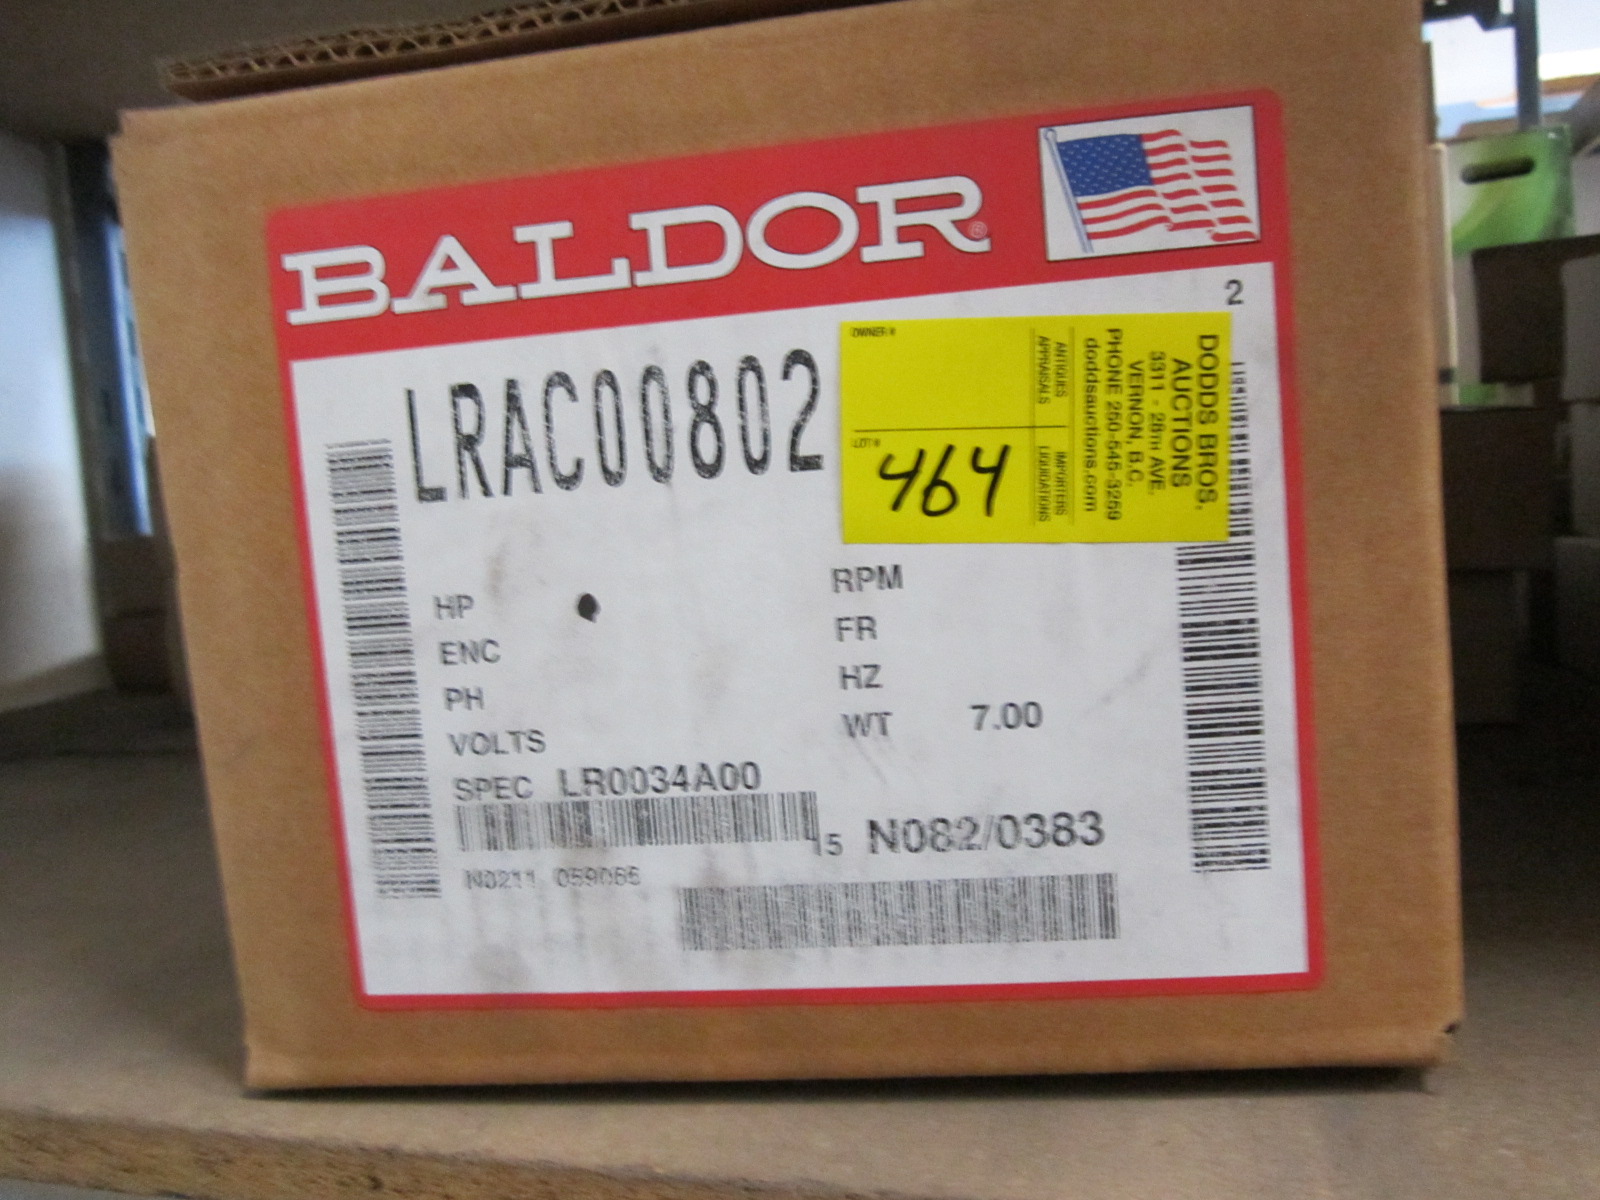 BALDOR®
2
LRAC00802
OWNER #
LOT #
464
ANTIQUES
APPRAISALS
IMPORTERS
LIQUIDATIONS
DODDS BROS.
AUCTIONS
3311 - 28TH AVE.
VERNON, B.C.
PHONE 250-545-3259
doddsauctions.com
HP
ENC
PH
VOLTS
SPEC LR0034A00
RPM
FR
HZ
WT 7.00
15 N082/0383
N0211 059066